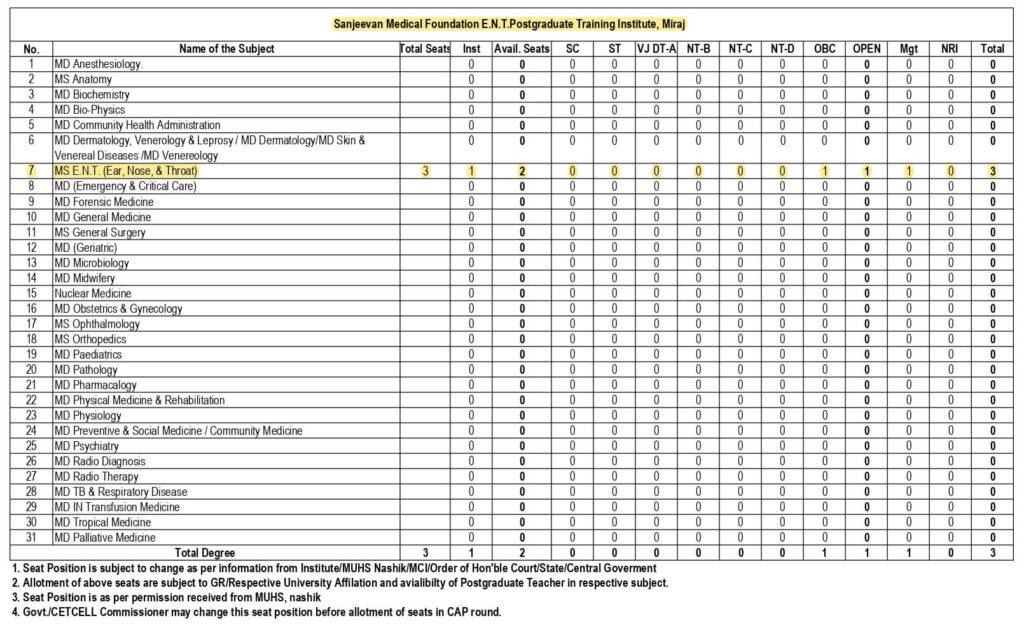 Sanjeevan Medical Foundation E.N.T.Postgraduate Training Institute, Miraj
No. Name of the Subject Total Seats Inst Avail. Seats SC ST VJ DT-A NT-B NT-C NT-D OBC OPEN Mgt NRI Total
1 MD Anesthesiology. 0 0 0 0 0 0 0 0 0 0 0 0 0
2 MS Anatomy 0 0 0 0 0 0 0 0 0 0 0 0 0
3 MD Biochemistry 0 0 0 0 0 0 0 0 0 0 0 0 0
4 MD Bio-Physics 0 0 0 0 0 0 0 0 0 0 0 0 0
5 MD Community Health Administration 0 0 0 0 0 0 0 0 0 0 0 0 0
6 MD Dermatology, Venerology & Leprosy / MD Dermatology/MD Skin & 0 0 0 0 0 0 0 0 0 0 0 0 0
Venereal Diseases /MD Venereology
7 MS E.N.T. (Ear, Nose, & Throat) 3 1 2 0 0 0 0 0 0 1 1 1 0 3
8 MD (Emergency & Critical Care) 0 0 0 0 0 0 0 0 0 0 0 0 0
9 MD Forensic Medicine 0 0 0 0 0 0 0 0 0 0 0 0 0
10 MD General Medicine 0 0 0 0 0 0 0 0 0 0 0 0 0
11 MS General Surgery 0 0 0 0 0 0 0 0 0 0 0 0 0
12 MD (Geriatric) 0 0 0 0 0 0 0 0 0 0 0 0 0
13 MD Microbiology 0 0 0 0 0 0 0 0 0 0 0 0 0
14 MD Midwifery 0 0 0 0 0 0 0 0 0 0 0 0 0
15 Nuclear Medicine 0 0 0 0 0 0 0 0 0 0 0 0 0
16 MD Obstetrics & Gynecology 0 0 0 0 0 0 0 0 0 0 0 0 0
17 MS Ophthalmology 0 0 0 0 0 0 0 0 0 0 0 0 0
18 MS Orthopedics 0 0 0 0 0 0 0 0 0 0 0 0 0
19 MD Paediatrics 0 0 0 0 0 0 0 0 0 0 0 0 0
20 MD Pathology 0 0 0 0 0 0 0 0 0 0 0 0 0
21 MD Pharmacalogy 0 0 0 0 0 0 0 0 0 0 0 0 0
22 MD Physical Medicine & Rehabilitation 0 0 0 0 0 0 0 0 0 0 0 0 0
23 MD Physiology 0 0 0 0 0 0 0 0 0 0 0 0 0
24 MD Preventive & Social Medicine / Community Medicine 0 0 0 0 0 0 0 0 0 0 0 0 0
25 MD Psychiatry 0 0 0 0 0 0 0 0 0 0 0 0 0
26 MD Radio Diagnosis 0 0 0 0 0 0 0 0 0 0 0 0 0
27 MD Radio Therapy 0 0 0 0 0 0 0 0 0 0 0 0 0
28 MD TB & Respiratory Disease 0 0 0 0 0 0 0 0 0 0 0 0 0
29 MD IN Transfusion Medicine 0 0 0 0 0 0 0 0 0 0 0 0 0
30 MD Tropical Medicine 0 0 0 0 0 0 0 0 0 0 0 0 0
31 MD Palliative Medicine 0 0 0 0 0 0 0 0 0 0 0 0 0
Total Degree 3 1 2 0 0 0 0 0 0 1 1 1 0 3
1. Seat Position is subject to change as per information from Institute/MUHS Nashik/MCI/Order of Hon'ble Court/State/Central Goverment
2. Allotment of above seats are subject to GR/Respective University Affilation and avialibilty of Postgraduate Teacher in respective subject.
3. Seat Position is as per permission received from MUHS, nashik
4. Govt./CETCELL Commissioner may change this seat position before allotment of seats in CAP round.